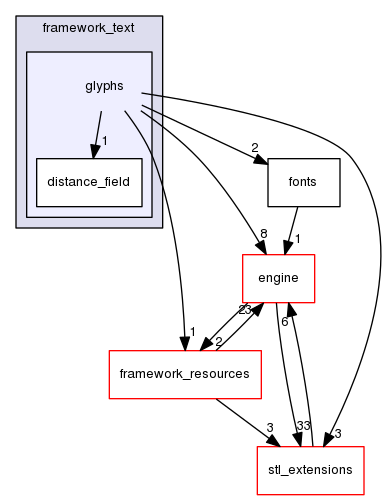 framework_text
glyphs
1
2
distance_field
fonts
8
1
engine
23
6
1
2
framework_resources
3
33
3
stl_extensions